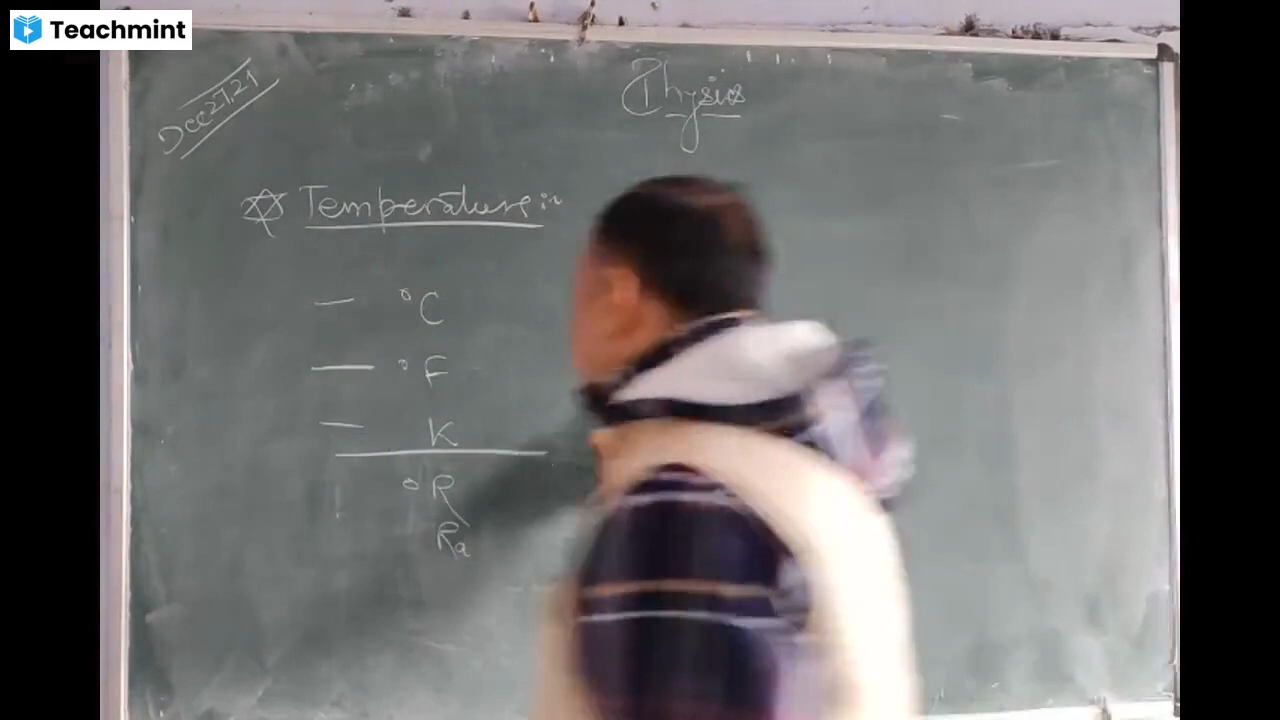 Teachmint
Dec 27, 21
Physics
Temperature :-
— °C
— °F
— K
°R
Ra